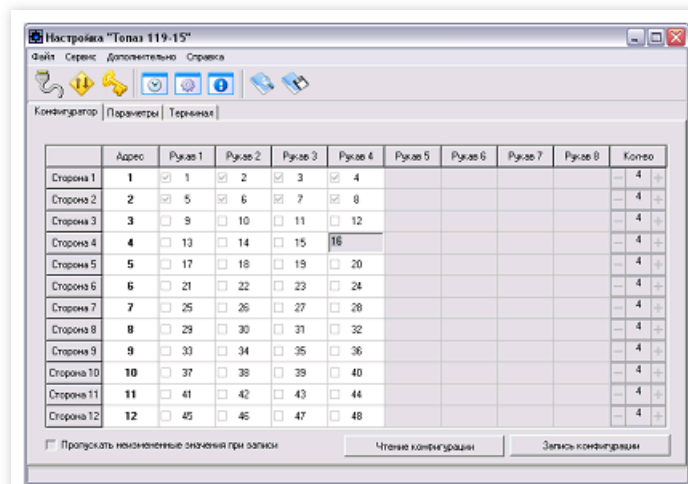 Настройка "Топаз 119-15"
Файл Сервис Дополнительно Справка
Конфигуратор Параметры Терминал
Адрес Рукав 1 Рукав 2 Рукав 3 Рукав 4 Рукав 5 Рукав 6 Рукав 7 Рукав 8 Кол-во
Сторона 1 1 1 2 3 4 4
Сторона 2 2 5 6 7 8 4
Сторона 3 3 9 10 11 12 4
Сторона 4 4 13 14 15 16 4
Сторона 5 5 17 18 19 20 4
Сторона 6 6 21 22 23 24 4
Сторона 7 7 25 26 27 28 4
Сторона 8 8 29 30 31 32 4
Сторона 9 9 33 34 35 36 4
Сторона 10 10 37 38 39 40 4
Сторона 11 11 41 42 43 44 4
Сторона 12 12 45 46 47 48 4
Пропускать неизмененные значения при записи Чтение конфигурации Запись конфигурации